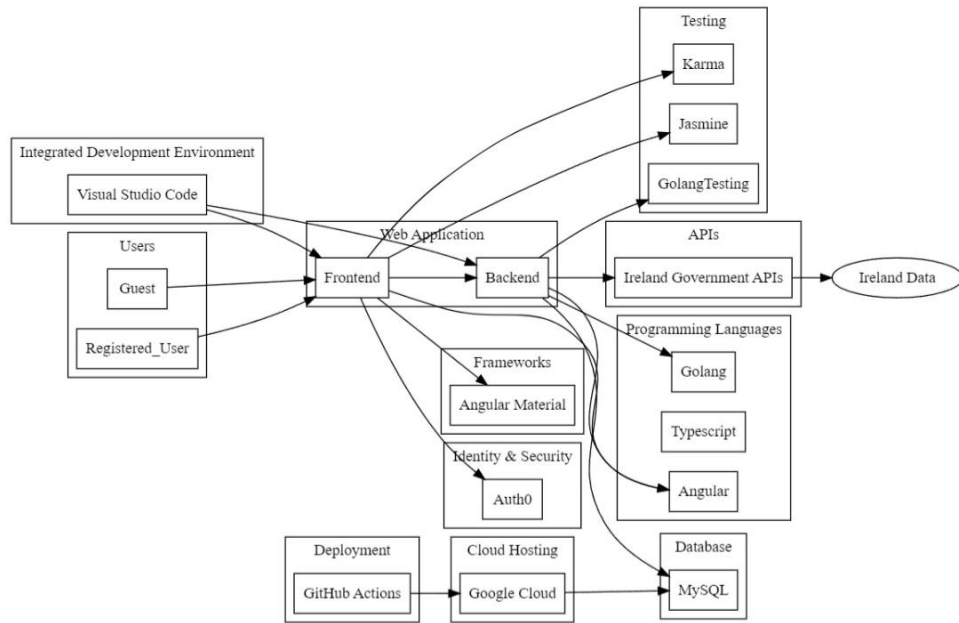 Testing
Karma
Jasmine
GolangTesting
Integrated Development Environment
Visual Studio Code
Users
Guest
Registered_User
Web Application
Frontend
Backend
APIs
Ireland Government APIs
Ireland Data
Programming Languages
Golang
Typescript
Angular
Frameworks
Angular Material
Identity & Security
Auth0
Deployment
GitHub Actions
Cloud Hosting
Google Cloud
Database
MySQL